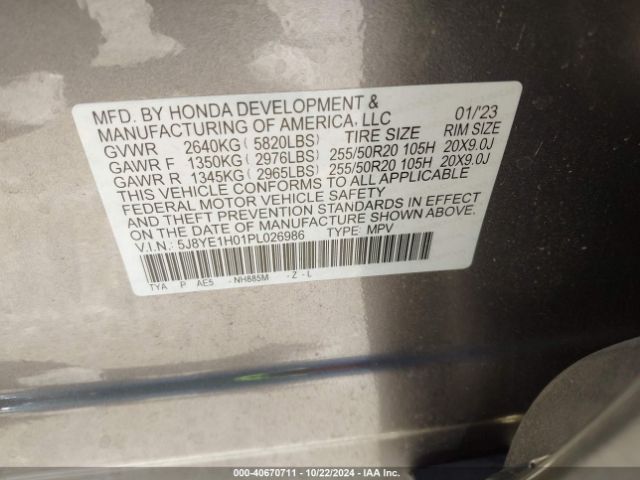 MFD. BY HONDA DEVELOPMENT & 01/'23
MANUFACTURING OF AMERICA, LLC
TIRE SIZE RIM SIZE
GVWR 2640KG ( 5820LBS)
GAWR F 1350KG ( 2976LBS) 255/50R20 105H 20X9.0J
GAWR R 1345KG ( 2965LBS) 255/50R20 105H 20X9.0J
THIS VEHICLE CONFORMS TO ALL APPLICABLE
FEDERAL MOTOR VEHICLE SAFETY
AND THEFT PREVENTION STANDARDS IN EFFECT
ON THE DATE OF MANUFACTURE SHOWN ABOVE.
V.I.N.: 5J8YE1H01PL026986 TYPE: MPV
TYA P AE5 - NH885M - Z - L
000-40670711 - 10/22/2024 - IAA Inc.